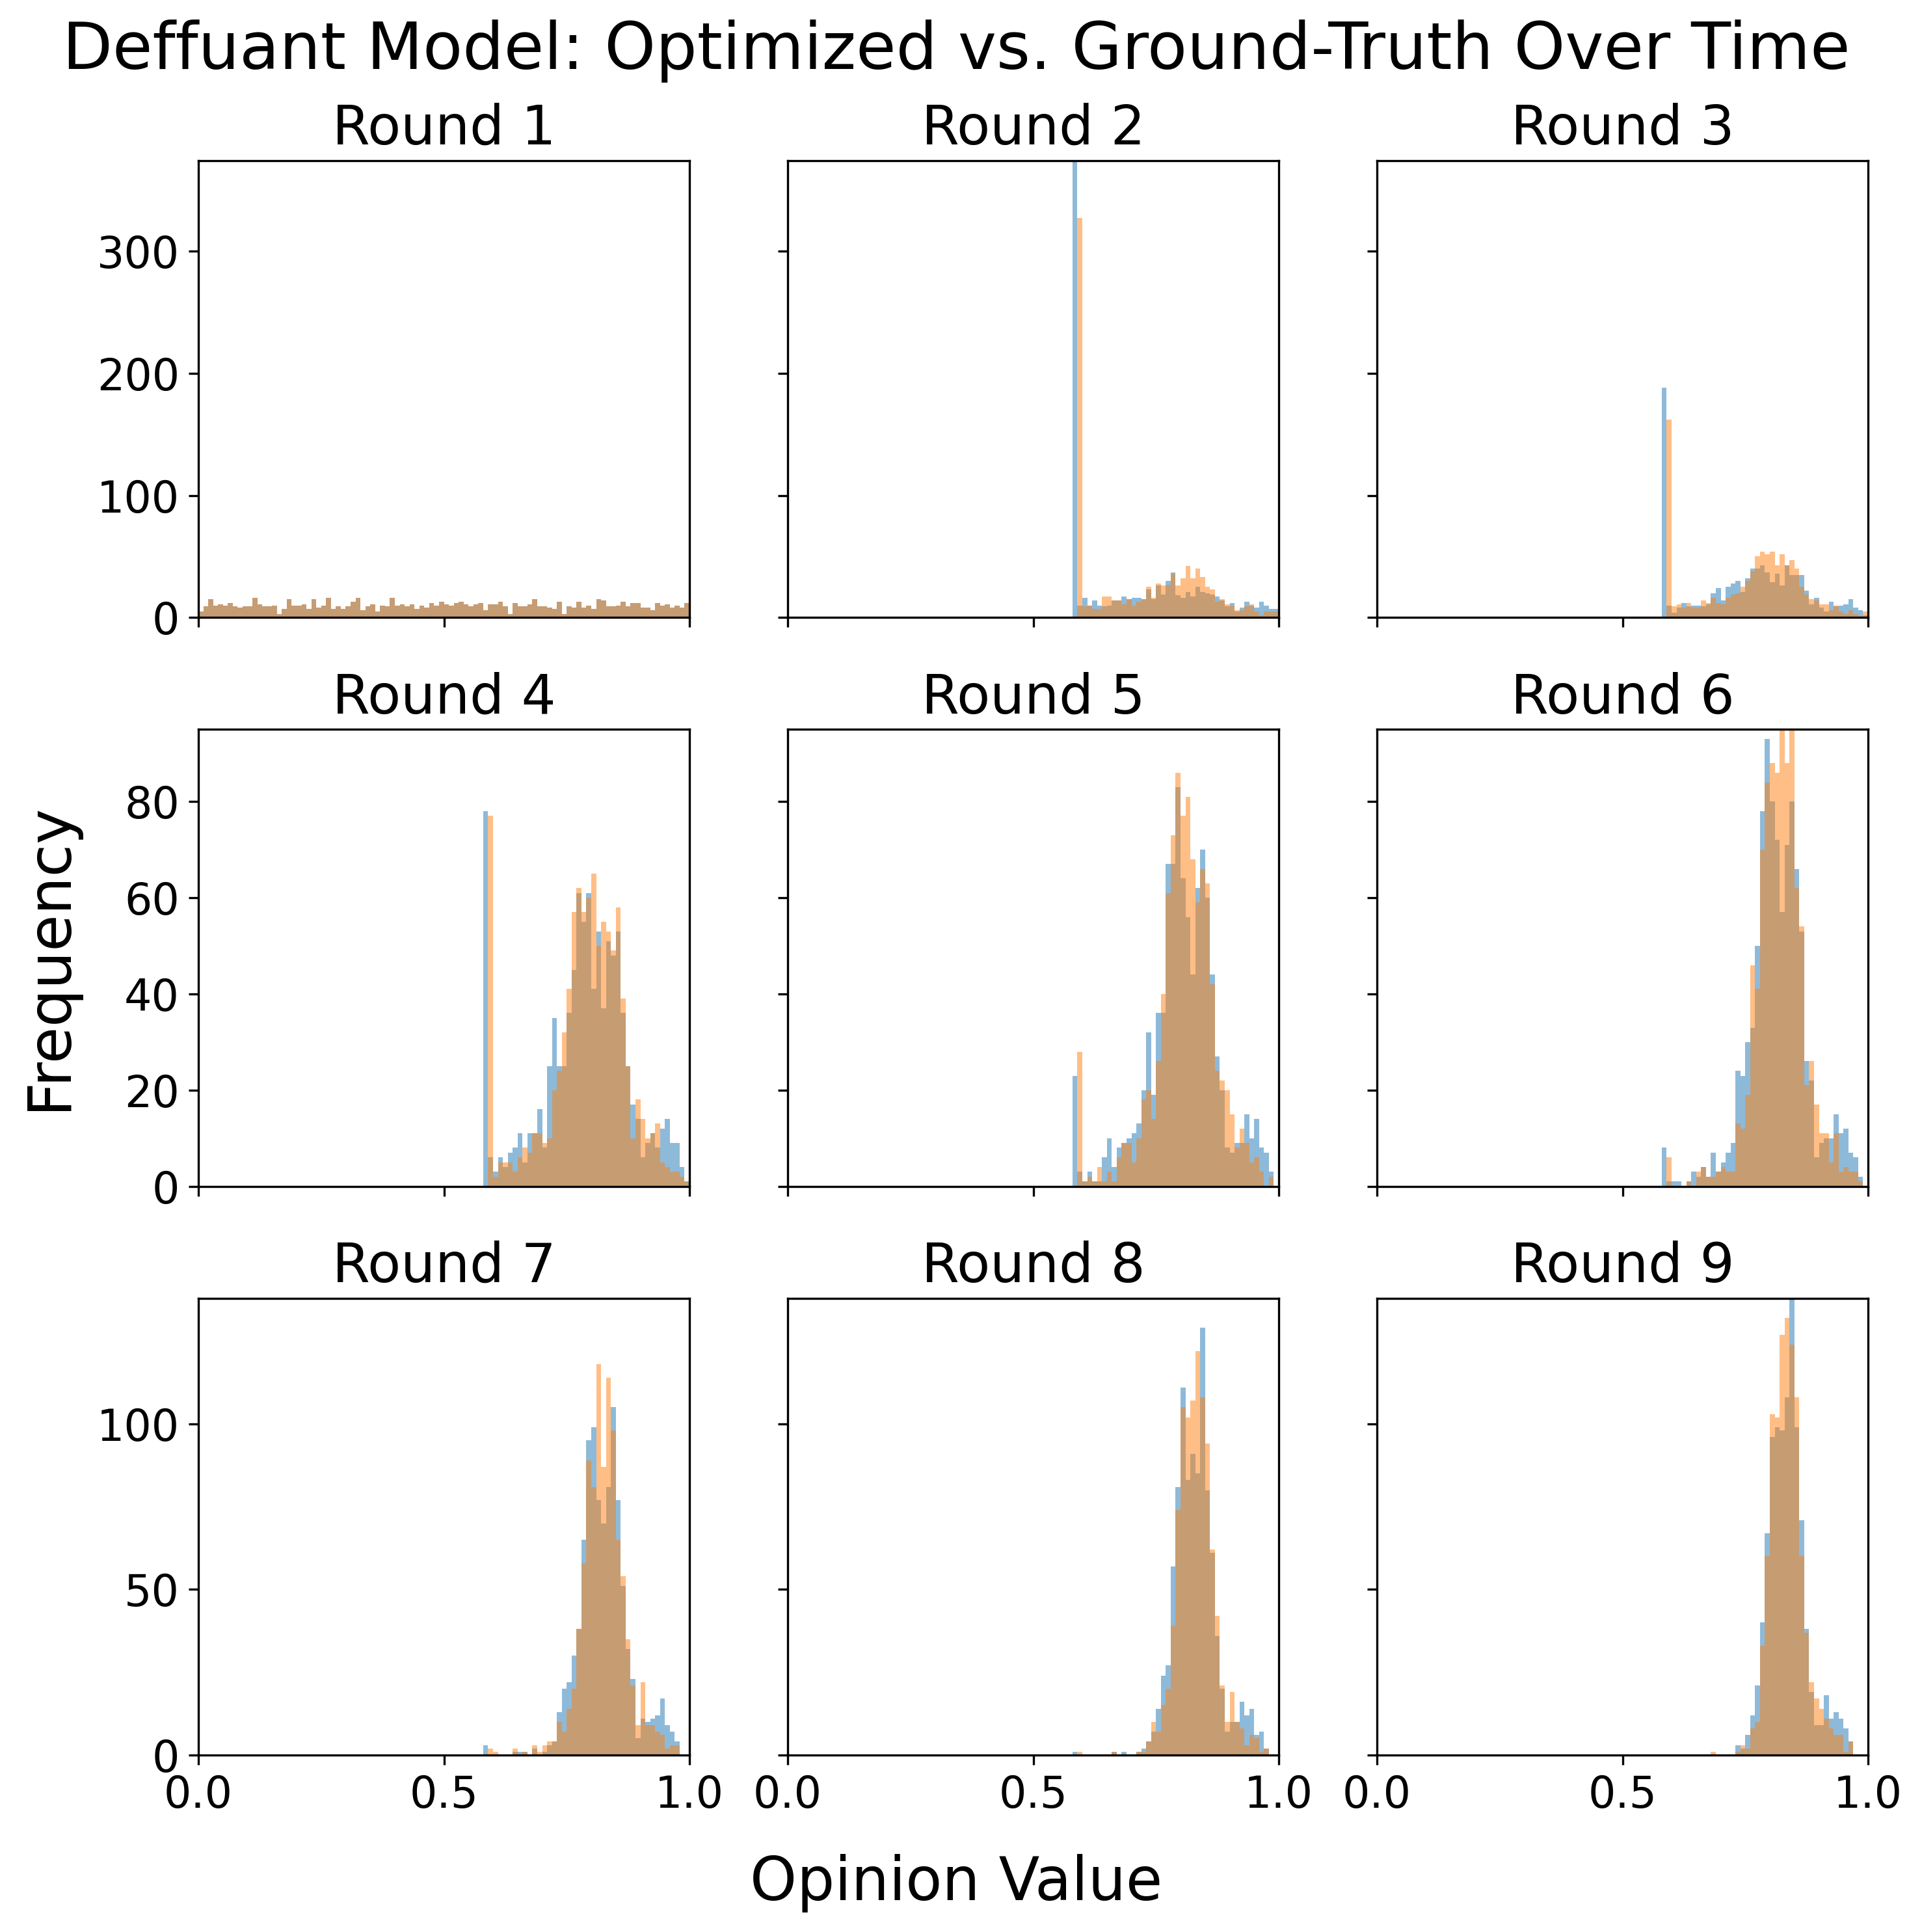 Deffuant Model: Optimized vs. Ground-Truth Over Time
Round 1
Round 2
Round 3
300
200
100
0
Round 4
Round 5
Round 6
80
60
40
20
0
Frequency
Round 7
Round 8
Round 9
100
50
0
0.0 0.5 1.0
0.0 0.5 1.0
0.0 0.5 1.0
Opinion Value